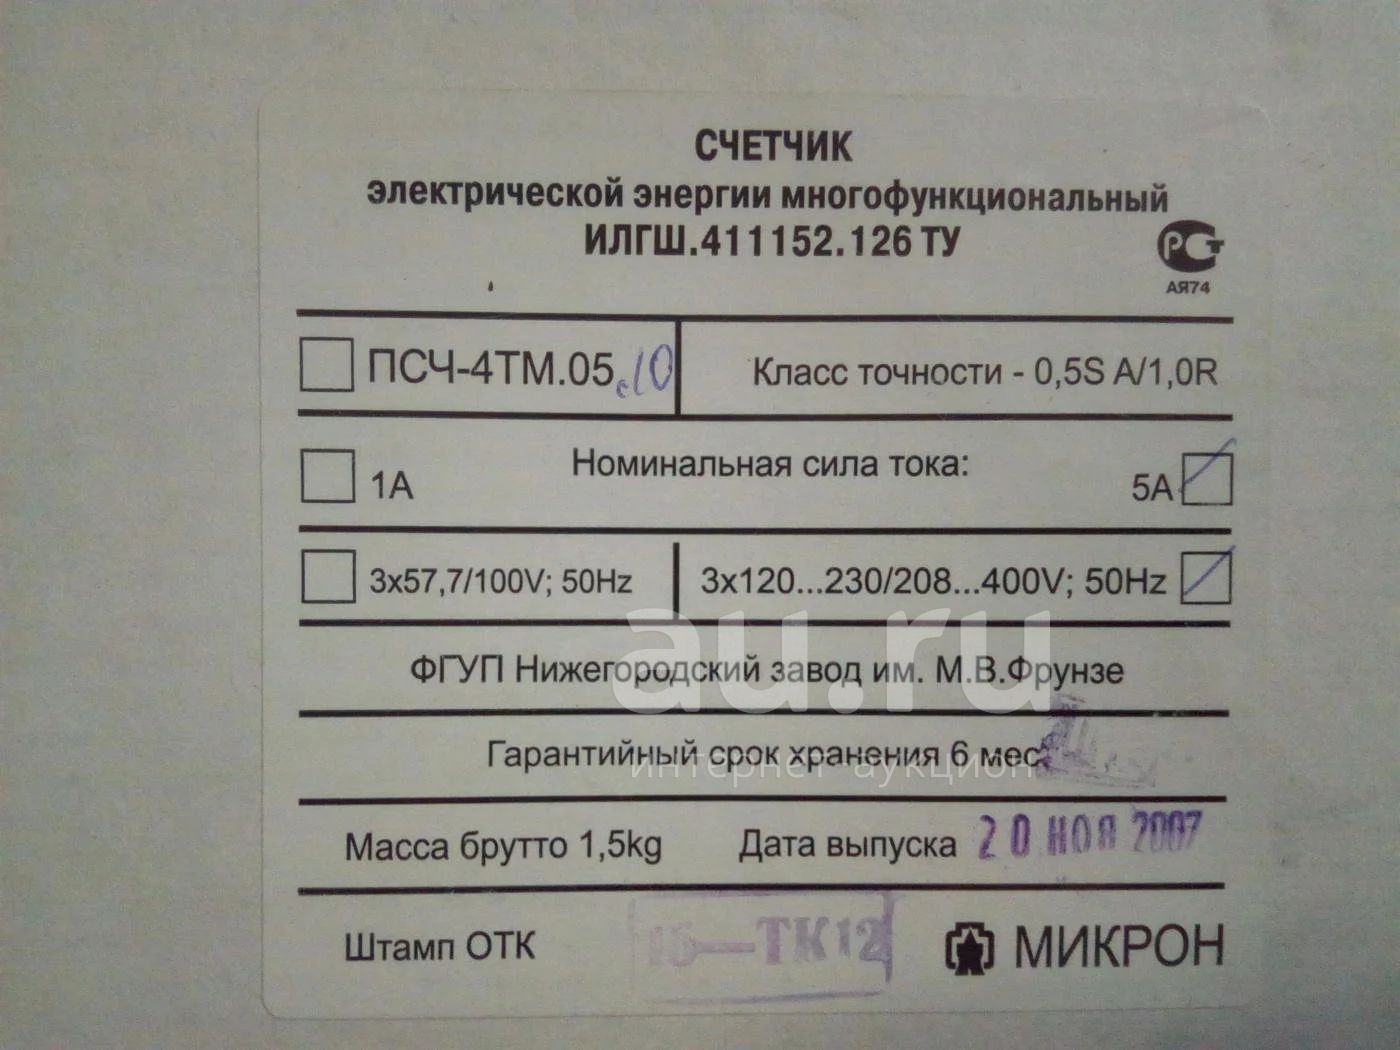 СЧЕТЧИК
электрической энергии многофункциональный
ИЛГШ.411152.126 ТУ
РСТ
АЯ74
ПСЧ-4ТМ.05.10
Класс точности - 0,5S A/1,0R
Номинальная сила тока:
1А
5А
3x57,7/100V; 50Hz
3x120...230/208...400V; 50Hz
au.ru
ФГУП Нижегородский завод им. М.В.Фрунзе
Гарантийный срок хранения 6 мес
интернет аукцион
Масса брутто 1,5kg
Дата выпуска 20 НОЯ 2007
Штамп ОТК
ТК12
МИКРОН